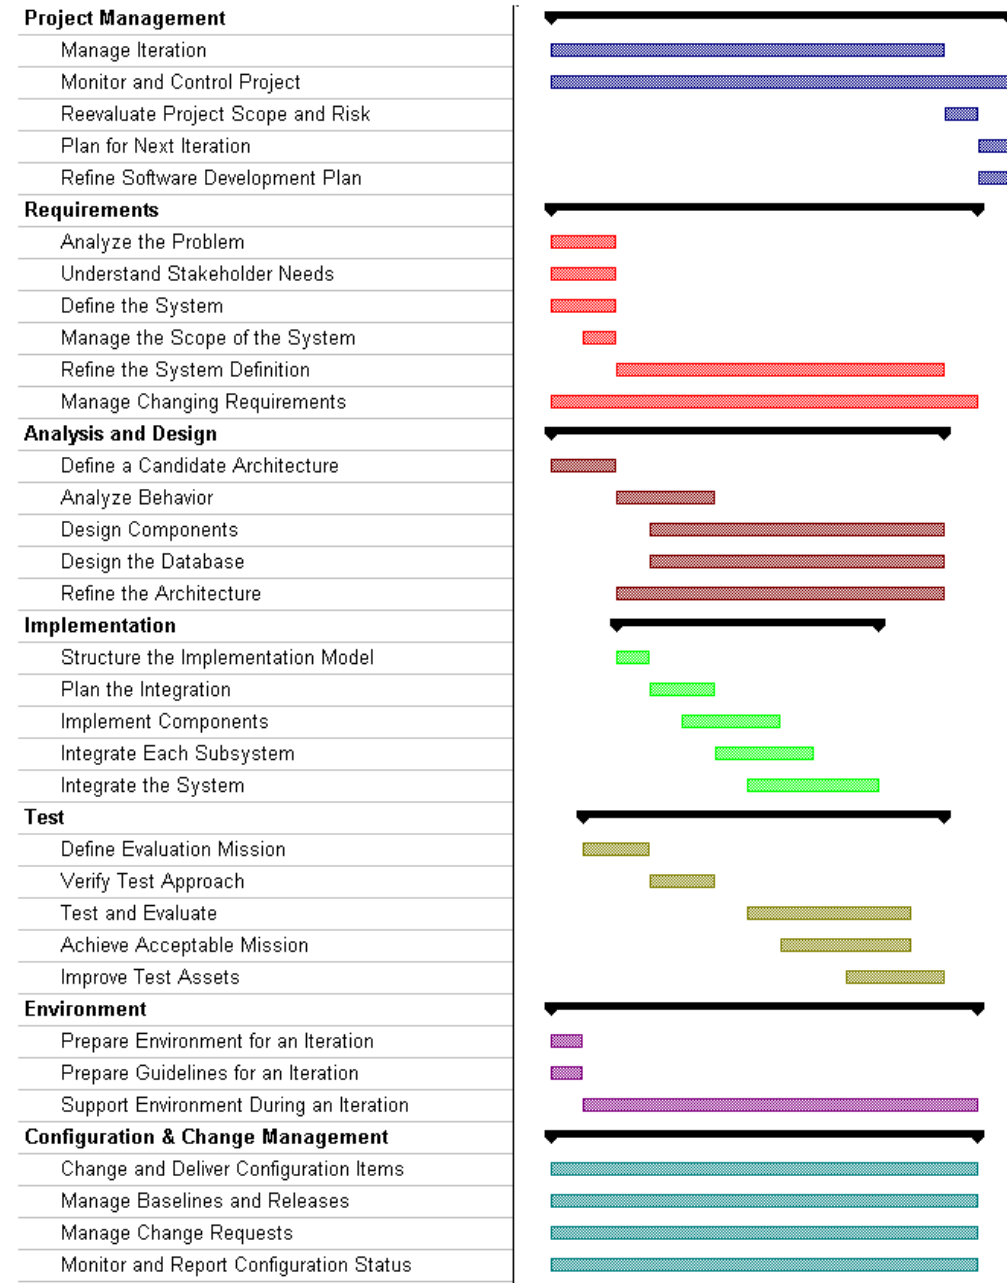 Project Management
Manage Iteration
Monitor and Control Project
Reevaluate Project Scope and Risk
Plan for Next Iteration
Refine Software Development Plan
Requirements
Analyze the Problem
Understand Stakeholder Needs
Define the System
Manage the Scope of the System
Refine the System Definition
Manage Changing Requirements
Analysis and Design
Define a Candidate Architecture
Analyze Behavior
Design Components
Design the Database
Refine the Architecture
Implementation
Structure the Implementation Model
Plan the Integration
Implement Components
Integrate Each Subsystem
Integrate the System
Test
Define Evaluation Mission
Verify Test Approach
Test and Evaluate
Achieve Acceptable Mission
Improve Test Assets
Environment
Prepare Environment for an Iteration
Prepare Guidelines for an Iteration
Support Environment During an Iteration
Configuration & Change Management
Change and Deliver Configuration Items
Manage Baselines and Releases
Manage Change Requests
Monitor and Report Configuration Status